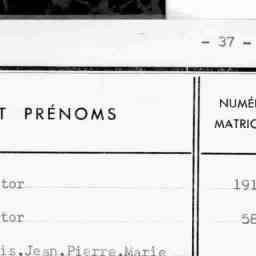 - 37 -
T PRÉNOMS
NUMÉ
MATRIC
tor
191
tor
58
is,Jean,Pierre,Marie